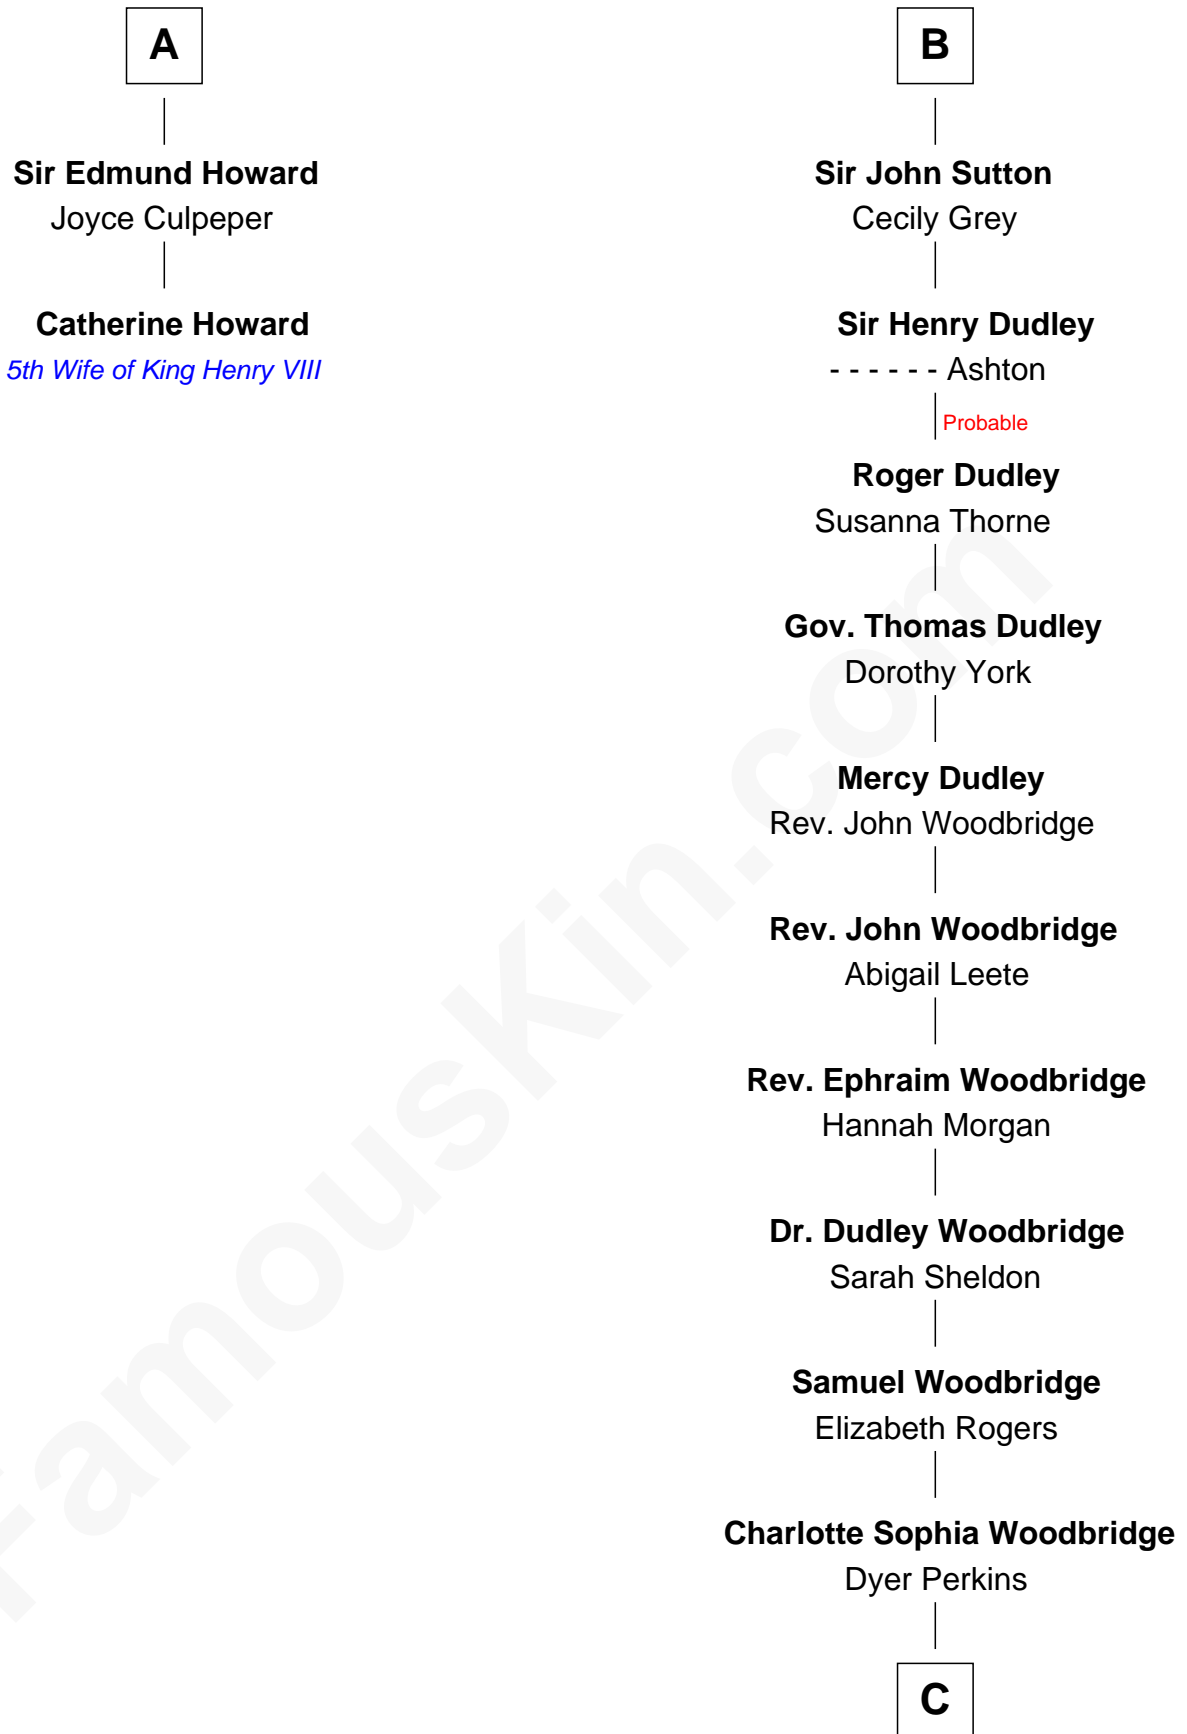 A
Sir Edmund Howard
Joyce Culpeper
Catherine Howard
5th Wife of King Henry VIII
B
Sir John Sutton
Cecily Grey
Sir Henry Dudley
- - - - - - Ashton
Probable
Roger Dudley
Susanna Thorne
Gov. Thomas Dudley
Dorothy York
Mercy Dudley
Rev. John Woodbridge
Rev. John Woodbridge
Abigail Leete
Rev. Ephraim Woodbridge
Hannah Morgan
Dr. Dudley Woodbridge
Sarah Sheldon
Samuel Woodbridge
Elizabeth Rogers
Charlotte Sophia Woodbridge
Dyer Perkins
C
FamousKin.com